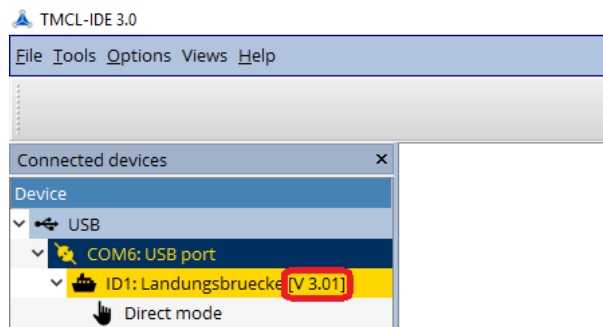 TMCL-IDE 3.0
File Tools Options Views Help
Connected devices
Device
USB
COM6: USB port
ID1: Landungsbruecke [V 3.01]
Direct mode